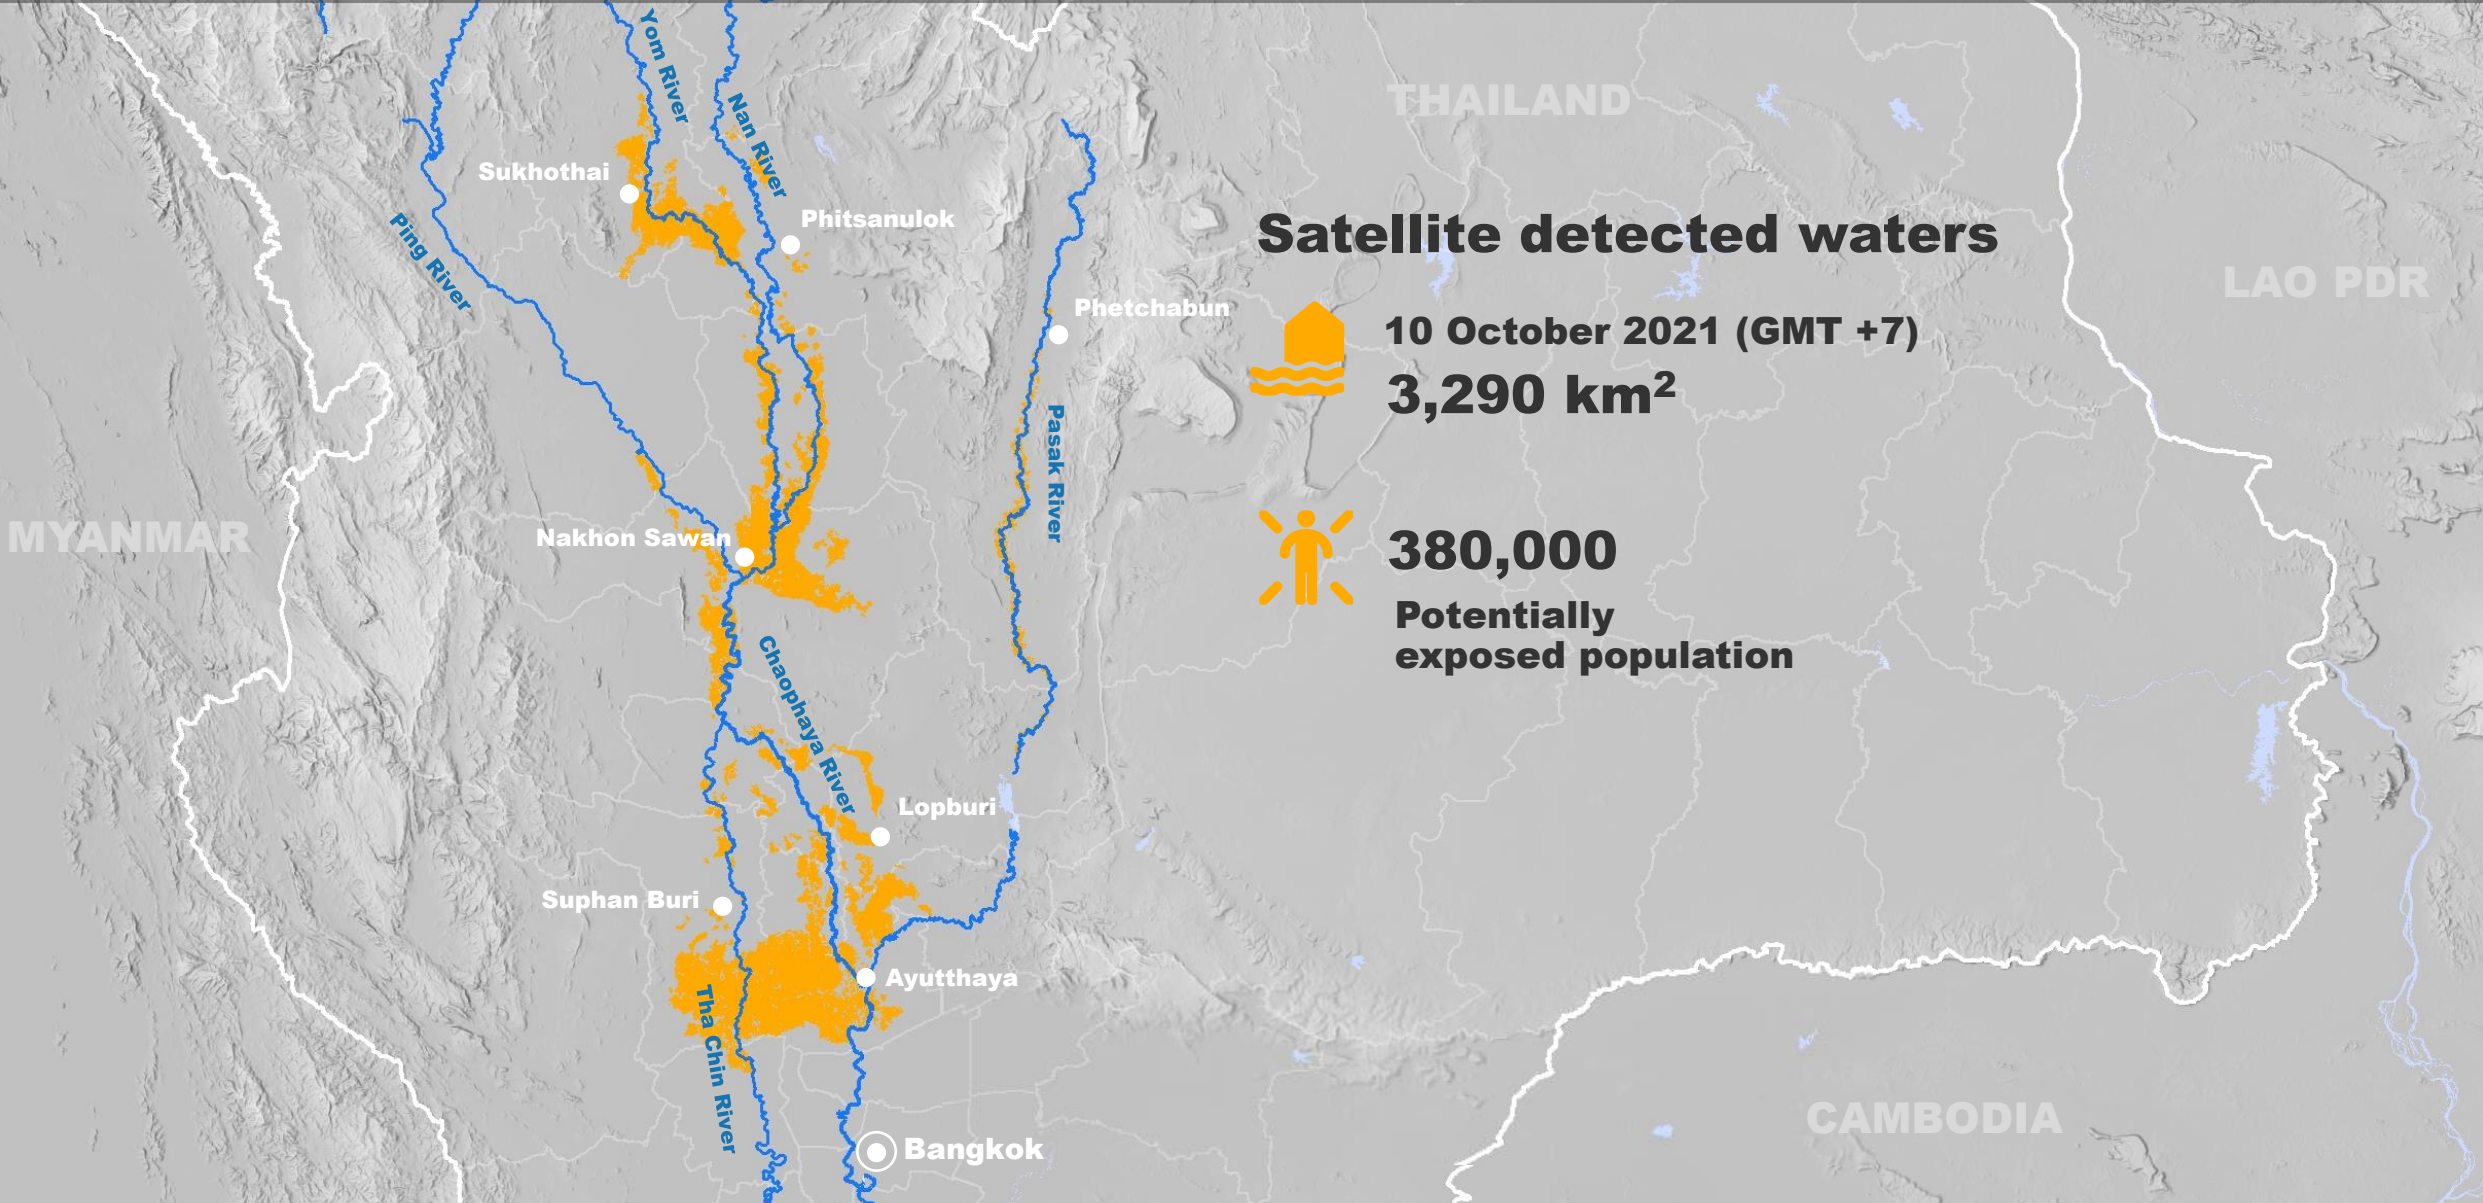 Yom River
Nan River
THAILAND
Sukhothai
Phitsanulok
Ping River
Satellite detected waters
LAO PDR
Phetchabun
10 October 2021 (GMT +7)
3,290 km²
Pasak River
MYANMAR
Nakhon Sawan
380,000
Potentially
exposed population
Chaophaya River
Lopburi
Suphan Buri
Ayutthaya
Tha Chin River
CAMBODIA
Bangkok